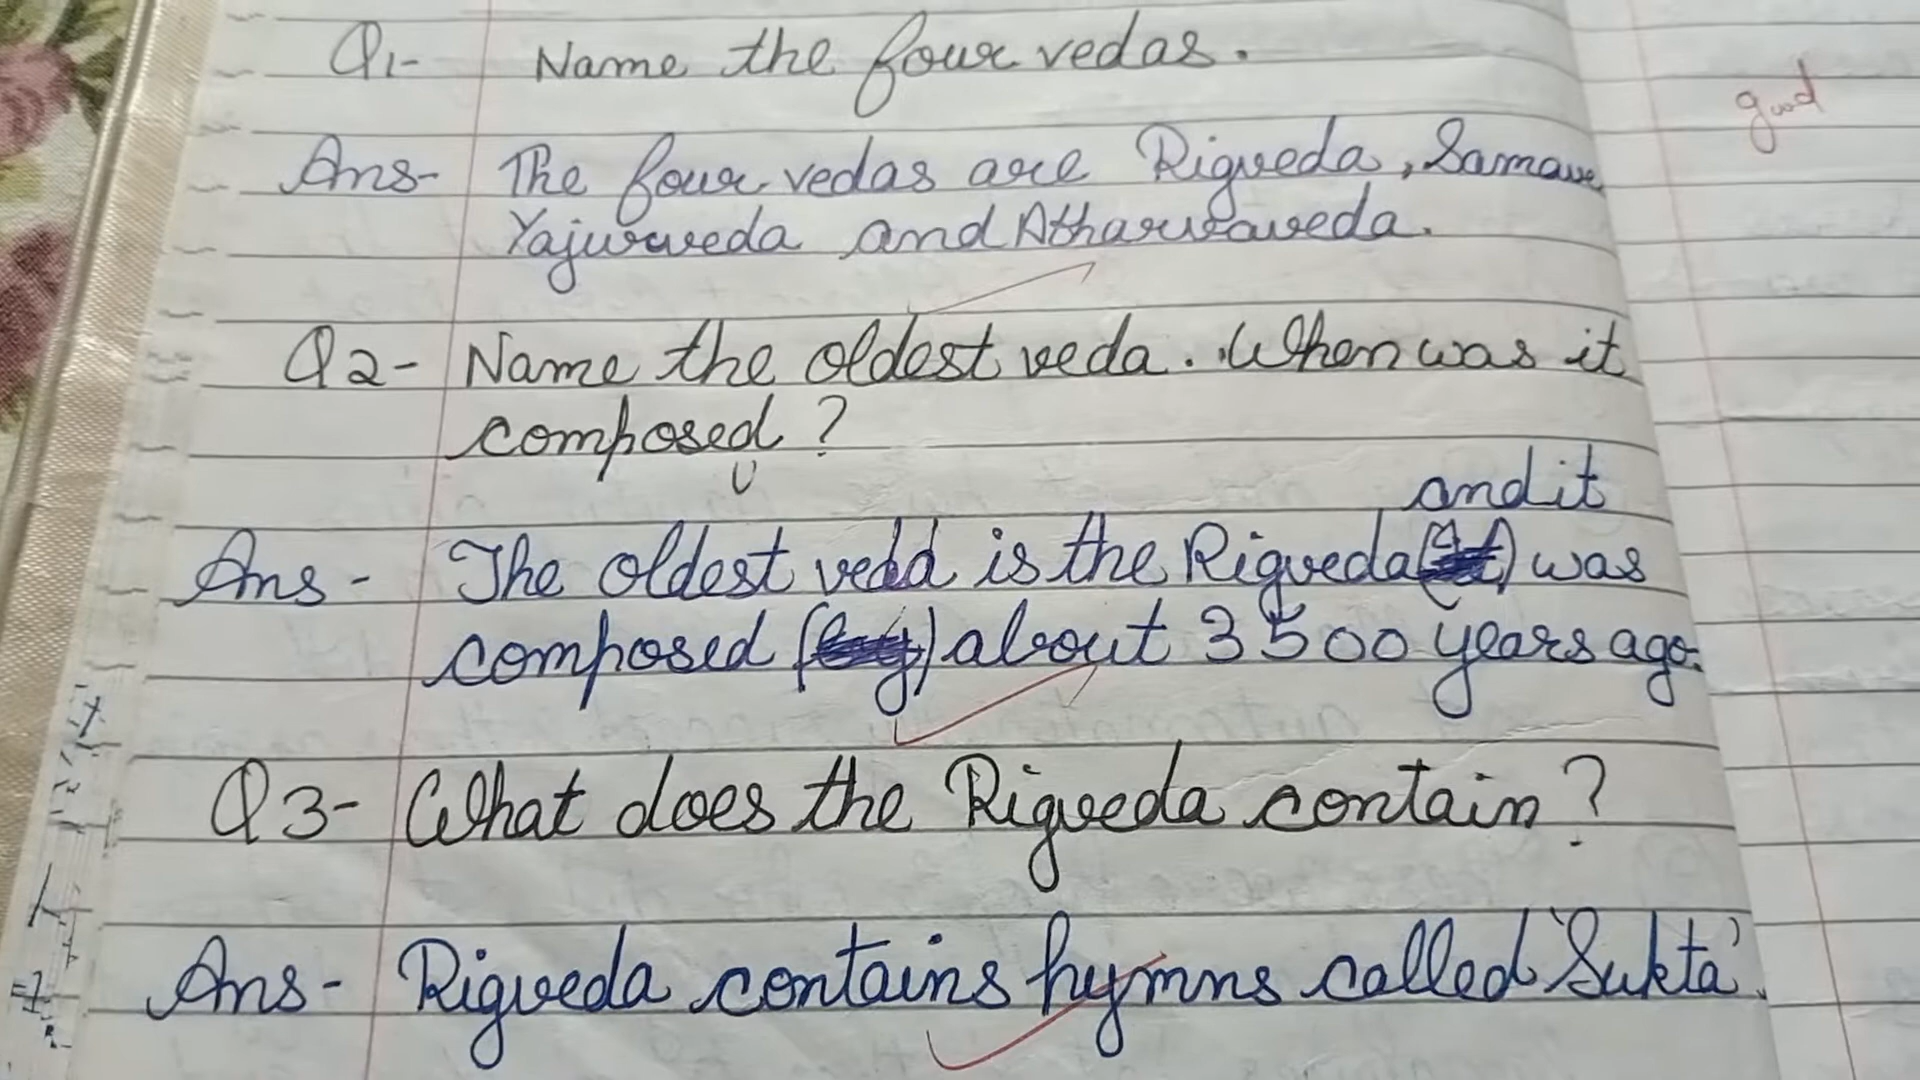 Q1- Name the four vedas.
good
Ans- The four vedas are Rigveda, Samave
Yajurveda and Atharvaveda.
Q2- Name the oldest veda. When was it
composed?
and it
Ans- The oldest veda is the Rigveda was
composed (by) about 3500 years ago.
Q3- What does the Rigveda contain?
Ans- Rigveda contains hymns called 'Sukta'.